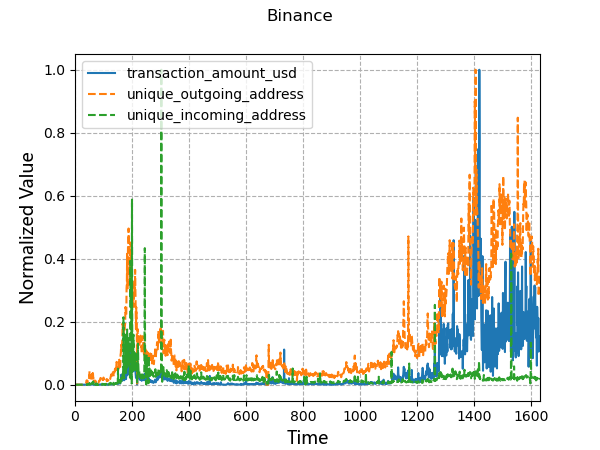 Binance
transaction_amount_usd
unique_outgoing_address
unique_incoming_address
1.0
0.8
0.6
0.4
0.2
0.0
Normalized Value
0 200 400 600 800 1000 1200 1400 1600
Time